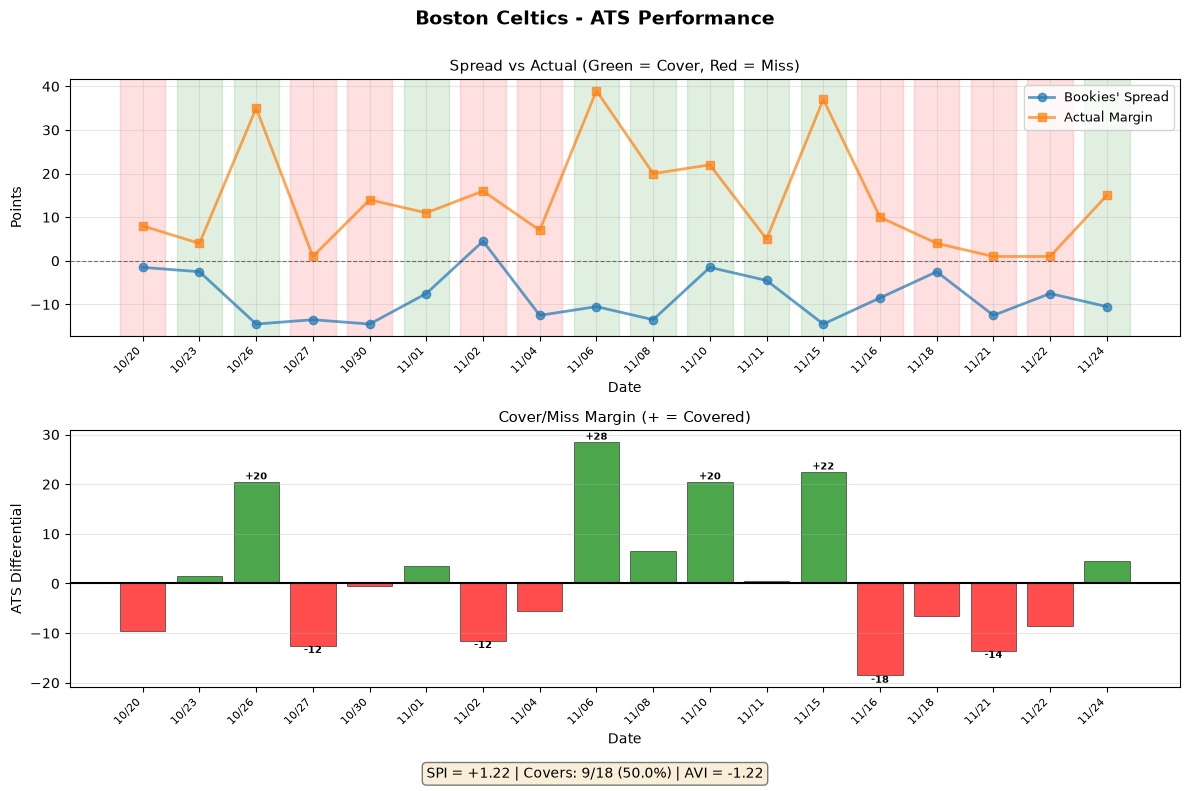 Boston Celtics - ATS Performance
Spread vs Actual (Green = Cover, Red = Miss)
Bookies' Spread
Actual Margin
40
30
20
10
0
−10
Points
10/20 10/23 10/26 10/27 10/30 11/01 11/02 11/04 11/06 11/08 11/10 11/11 11/15 11/16 11/18 11/21 11/22 11/24
Date
Cover/Miss Margin (+ = Covered)
30
20
10
0
−10
−20
ATS Differential
+20
-12
-12
+28
+20
+22
-18
-14
10/20 10/23 10/26 10/27 10/30 11/01 11/02 11/04 11/06 11/08 11/10 11/11 11/15 11/16 11/18 11/21 11/22 11/24
Date
SPI = +1.22 | Covers: 9/18 (50.0%) | AVI = -1.22